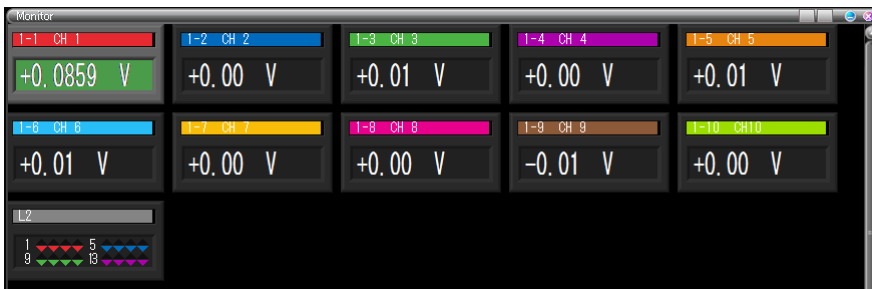 Monitor
1-1 CH 1
1-2 CH 2
1-3 CH 3
1-4 CH 4
1-5 CH 5
+0.0859 V
+0.00 V
+0.01 V
+0.00 V
+0.01 V
1-6 CH 6
1-7 CH 7
1-8 CH 8
1-9 CH 9
1-10 CH10
+0.01 V
+0.00 V
+0.00 V
-0.01 V
+0.00 V
L2
1 5
9 13